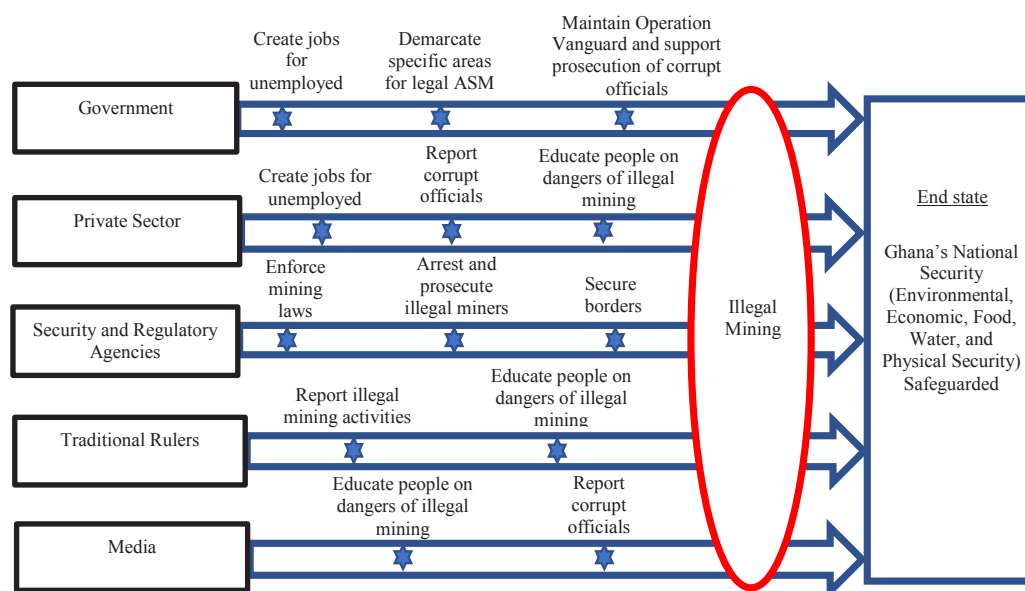 Government
Create jobs
for
unemployed
Demarcate
specific areas
for legal ASM
Maintain Operation
Vanguard and support
prosecution of corrupt
officials
Private Sector
Create jobs for
unemployed
Report
corrupt
officials
Educate people on
dangers of illegal
mining
Security and Regulatory
Agencies
Enforce
mining
laws
Arrest and
prosecute
illegal miners
Secure
borders
Traditional Rulers
Report illegal
mining activities
Educate people on
dangers of illegal
mining
Media
Educate people on
dangers of illegal
mining
Report
corrupt
officials
Illegal
Mining
End state
Ghana’s National
Security
(Environmental,
Economic, Food,
Water, and
Physical Security)
Safeguarded